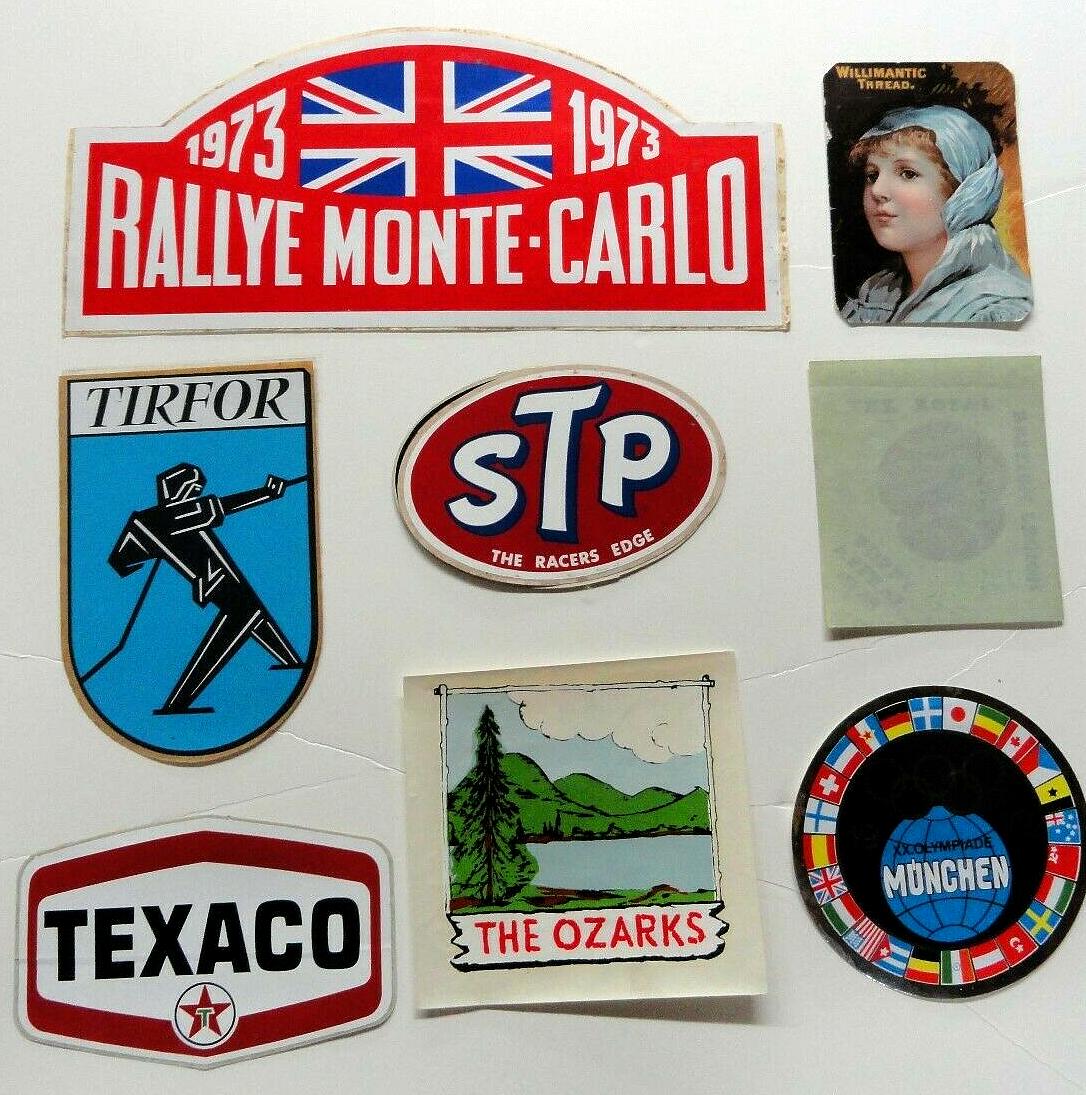 1973
1973
RALLYE MONTE-CARLO
WILLIMANTIC
THREAD.
TIRFOR
STP
THE RACERS EDGE
XX.OLYMPIADE
MÜNCHEN
THE OZARKS
TEXACO
T